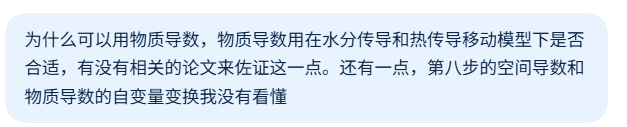 为什么可以用物质导数，物质导数用在水分传导和热传导移动模型下是否
合适，有没有相关的论文来佐证这一点。还有一点，第八步的空间导数和
物质导数的自变量变换我没有看懂